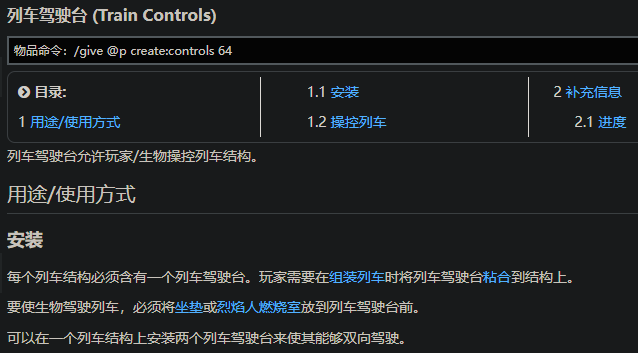 列车驾驶台 (Train Controls)
物品命令：/give @p create:controls 64
目录:
1.1 安装
2 补充信息
1 用途/使用方式
1.2 操控列车
2.1 进度
列车驾驶台允许玩家/生物操控列车结构。
用途/使用方式
安装
每个列车结构必须含有一个列车驾驶台。玩家需要在组装列车时将列车驾驶台粘合到结构上。
要使生物驾驶列车，必须将坐垫或烈焰人燃烧室放到列车驾驶台前。
可以在一个列车结构上安装两个列车驾驶台来使其能够双向驾驶。